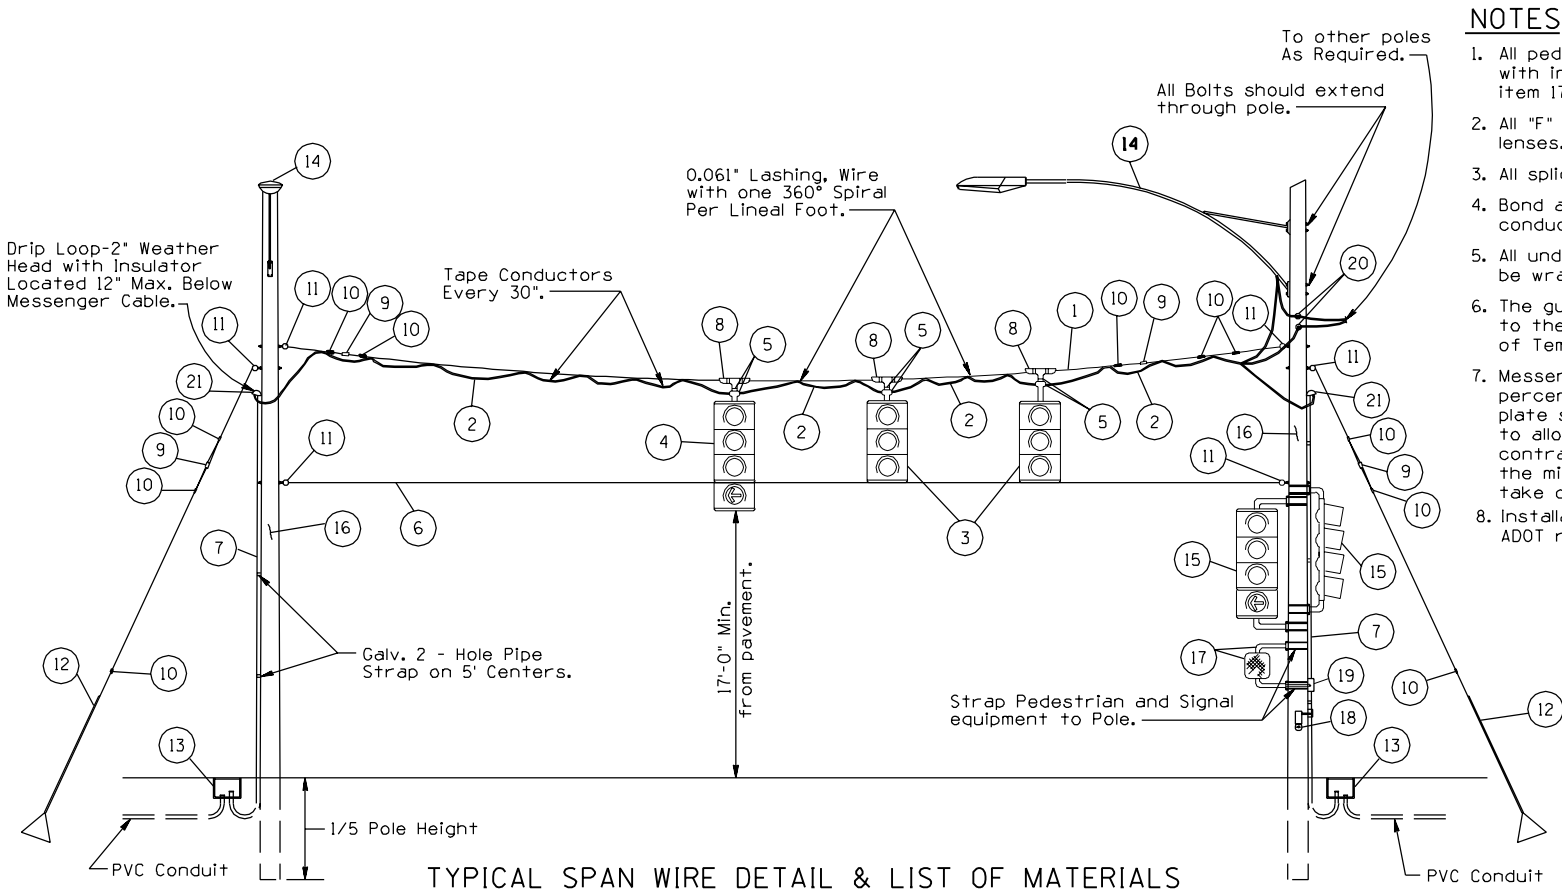 NOTES
To other poles
As Required.
1. All ped
with in
item 17
All Bolts should extend
through pole.
2. All "F"
lenses.
14
14
0.061" Lashing, Wire
with one 360° Spiral
Per Lineal Foot.
3. All splic
4. Bond a
conduc
Drip Loop-2" Weather
Head with Insulator
Located 12" Max. Below
Messenger Cable.
Tape Conductors
Every 30".
5. All und
be wra
20
11
10
9
10
8
5
8
5
8
1
10
9
10
11
11
6. The gu
to the
of Tem
11
21
21
7. Messen
percen
plate s
to allo
contra
the mi
take c
10
9
10
2
4
2
2
5
2
16
11
10
9
10
11
8. Installa
ADOT r
16
6
3
7
15
15
7
17'-0" Min.
from pavement.
12
10
Galv. 2 - Hole Pipe
Strap on 5' Centers.
17
19
10
12
Strap Pedestrian and Signal
equipment to Pole.
18
13
13
1/5 Pole Height
PVC Conduit
PVC Conduit
TYPICAL SPAN WIRE DETAIL & LIST OF MATERIALS